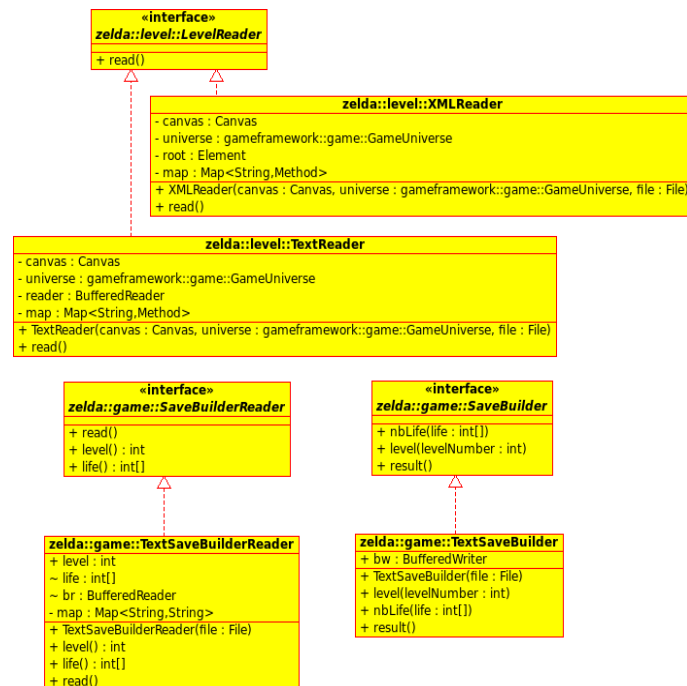 «interface»
zelda::level::LevelReader
+ read()
zelda::level::XMLReader
- canvas : Canvas
- universe : gameframework::game::GameUniverse
- root : Element
- map : Map<String,Method>
+ XMLReader(canvas : Canvas, universe : gameframework::game::GameUniverse, file : File)
+ read()
zelda::level::TextReader
- canvas : Canvas
- universe : gameframework::game::GameUniverse
- reader : BufferedReader
- map : Map<String,Method>
+ TextReader(canvas : Canvas, universe : gameframework::game::GameUniverse, file : File)
+ read()
«interface»
zelda::game::SaveBuilderReader
+ read()
+ level() : int
+ life() : int[]
«interface»
zelda::game::SaveBuilder
+ nbLife(life : int[])
+ level(levelNumber : int)
+ result()
zelda::game::TextSaveBuilderReader
+ level : int
~ life : int[]
~ br : BufferedReader
- map : Map<String,String>
+ TextSaveBuilderReader(file : File)
+ level() : int
+ life() : int[]
+ read()
zelda::game::TextSaveBuilder
+ bw : BufferedWriter
+ TextSaveBuilder(file : File)
+ level(levelNumber : int)
+ nbLife(life : int[])
+ result()